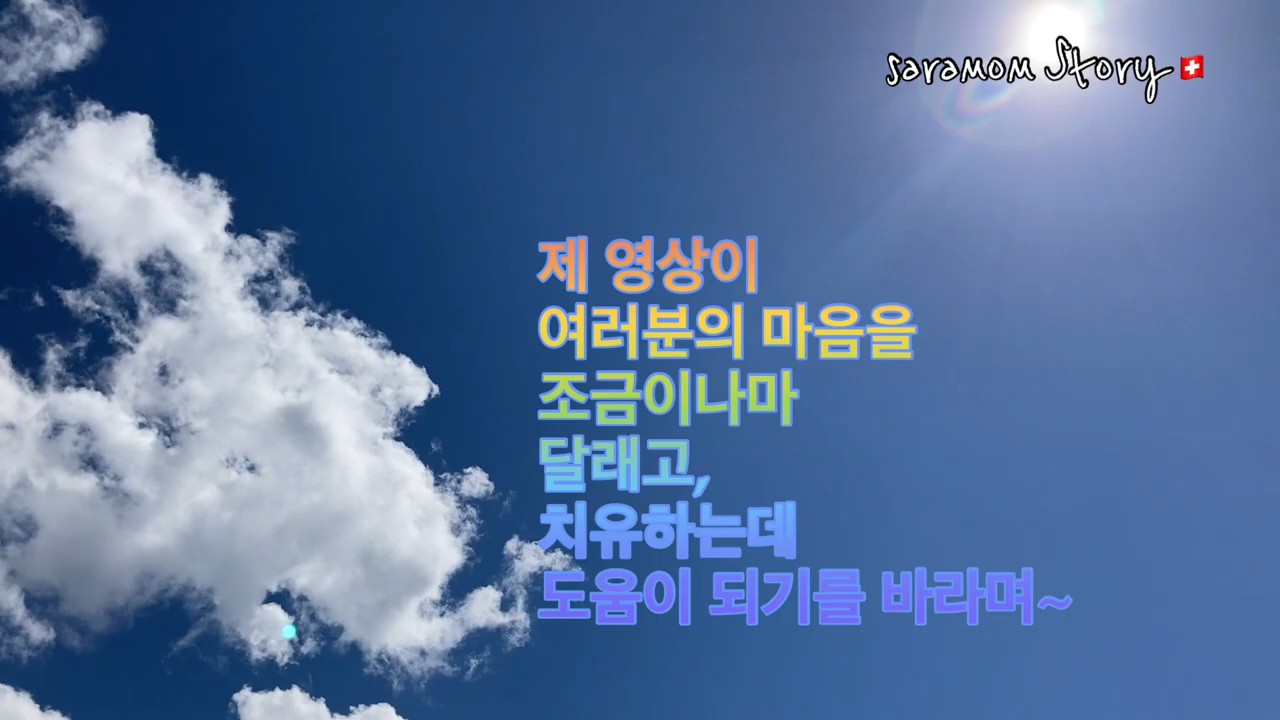 saramom Story
제 영상이
여러분의 마음을
조금이나마
달래고,
치유하는데
도움이 되기를 바라며~